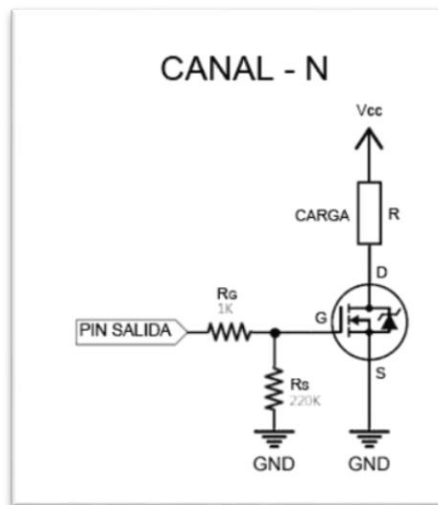 CANAL - N
Vcc
CARGA
R
D
RG
1K
G
PIN SALIDA
S
Rs
220K
GND
GND